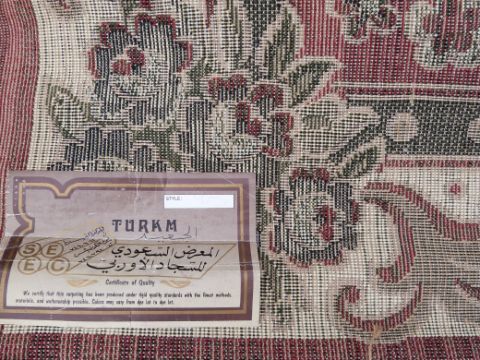 STYLE:
TURKM
المعرض السعودي
للسجاد الأوربي
S E
E C
Certificate of Quality
We certify that this carpeting has been produced under rigid quality standards with the finest methods,
materials, and workmanship possible. Colors may vary from dye lot to dye lot.